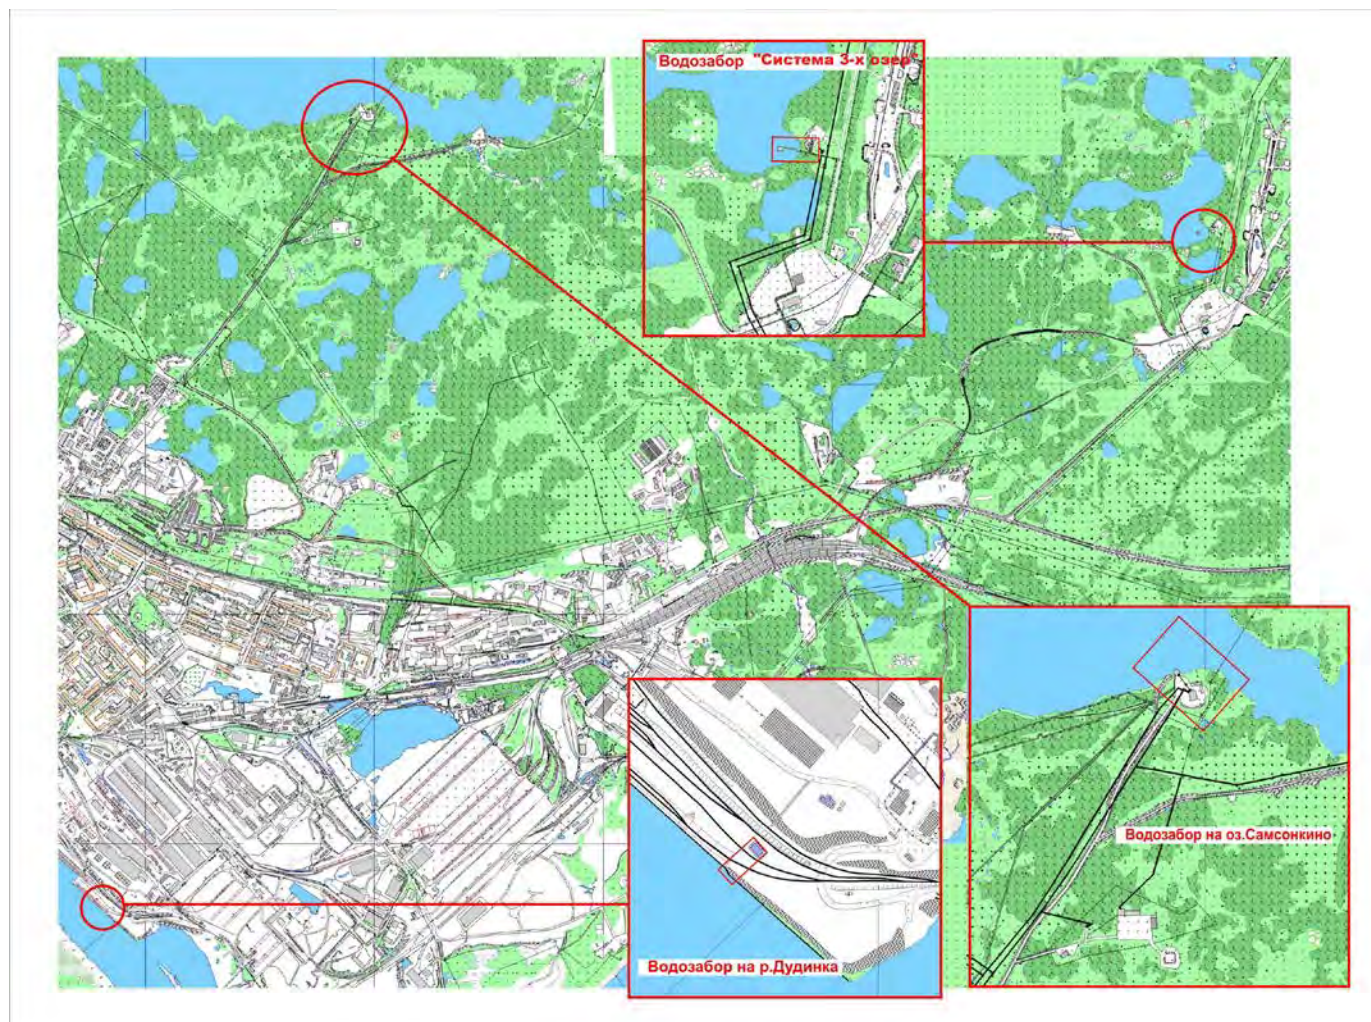 Водозабор "Система 3-х озер"
Водозабор на оз.Самсонкино
Водозабор на р.Дудинка